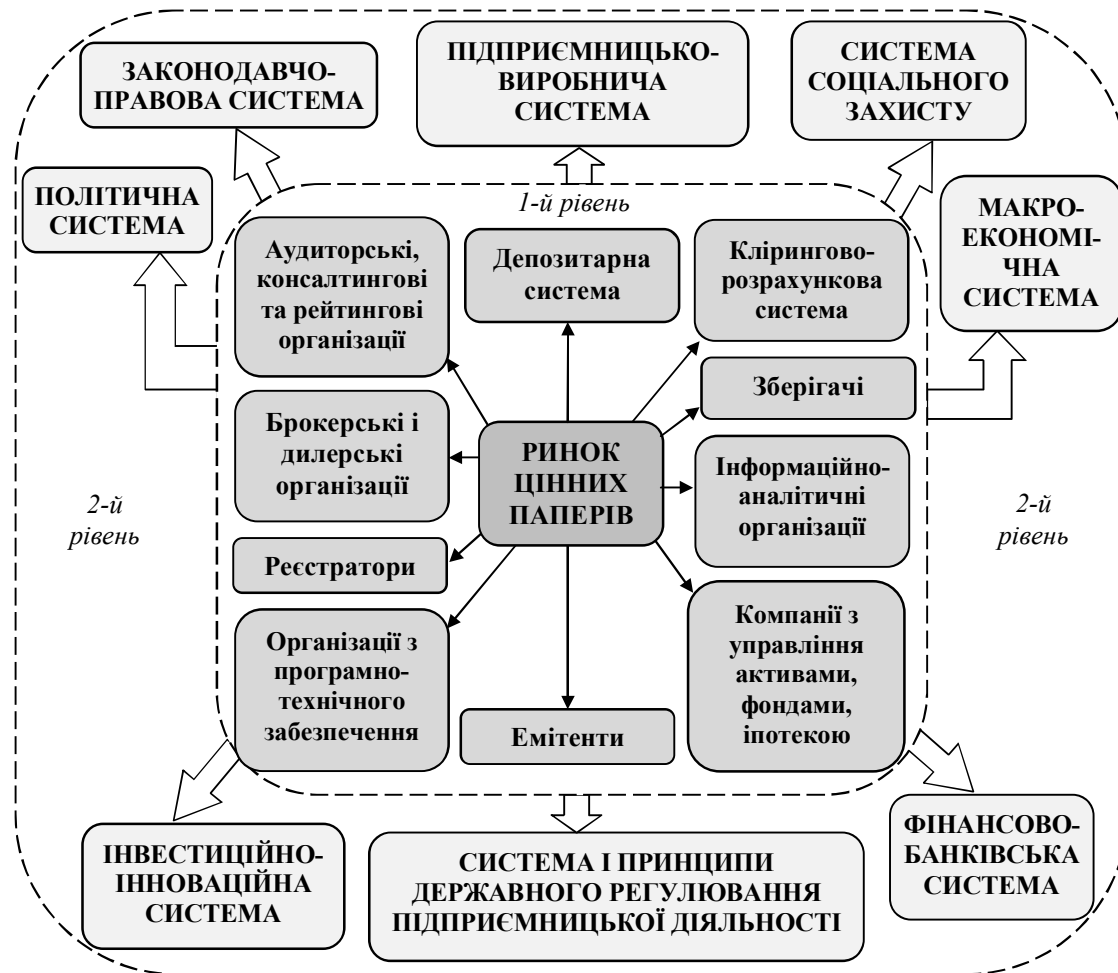 ЗАКОНОДАВЧО-
ПРАВОВА СИСТЕМА
ПІДПРИЄМНИЦЬКО-
ВИРОБНИЧА
СИСТЕМА
СИСТЕМА
СОЦІАЛЬНОГО
ЗАХИСТУ
ПОЛІТИЧНА
СИСТЕМА
1-й рівень
МАКРО-
ЕКОНОМІ-
ЧНА
СИСТЕМА
Аудиторські,
консалтингові
та рейтингові
організації
Депозитарна
система
Клірингово-
розрахункова
система
Зберігачі
Брокерські і
дилерські
організації
РИНОК
ЦІННИХ
ПАПЕРІВ
Інформаційно-
аналітичні
організації
2-й
рівень
2-й
рівень
Реєстратори
Організації з
програмно-
технічного
забезпечення
Емітенти
Компанії з
управління
активами,
фондами,
іпотекою
ІНВЕСТИЦІЙНО-
ІННОВАЦІЙНА
СИСТЕМА
СИСТЕМА І ПРИНЦИПИ
ДЕРЖАВНОГО РЕГУЛЮВАННЯ
ПІДПРИЄМНИЦЬКОЇ ДІЯЛЬНОСТІ
ФІНАНСОВО-
БАНКІВСЬКА
СИСТЕМА